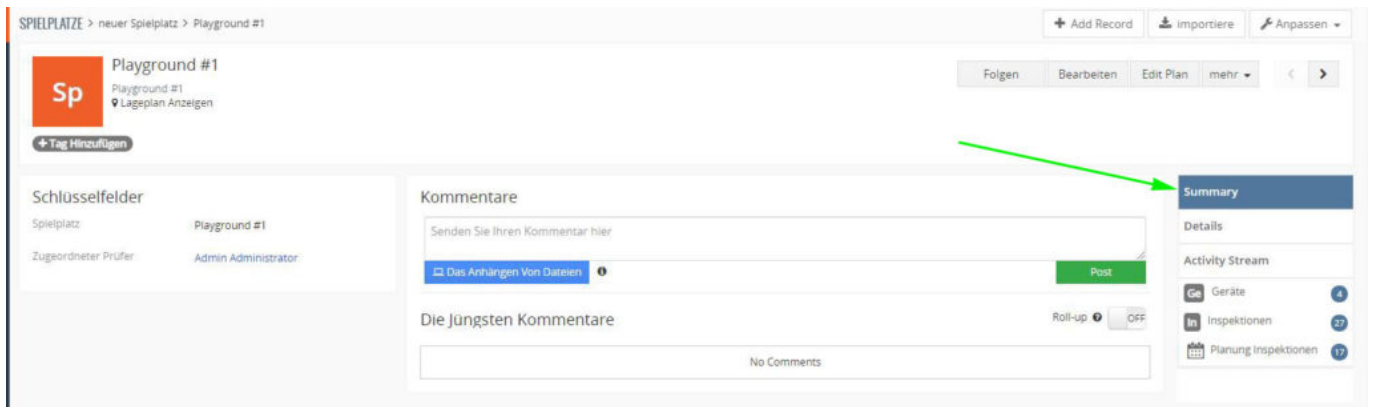 SPIELPLATZE > neuer Spielplatz > Playground #1
+ Add Record
importiere
Anpassen
Sp
Playground #1
Playground #1
Lageplan Anzeigen
+ Tag Hinzufügen
Folgen
Bearbeiten
Edit Plan
mehr
Schlüsselfelder
Spielplatz
Playground #1
Zugeordneter Prüfer
Admin Administrator
Kommentare
Senden Sie Ihren Kommentar hier
Das Anhängen Von Dateien
Post
Die Jüngsten Kommentare
Roll-up
OFF
No Comments
Summary
Details
Activity Stream
Ge Geräte 4
In Inspektionen 27
Planung Inspektionen 17